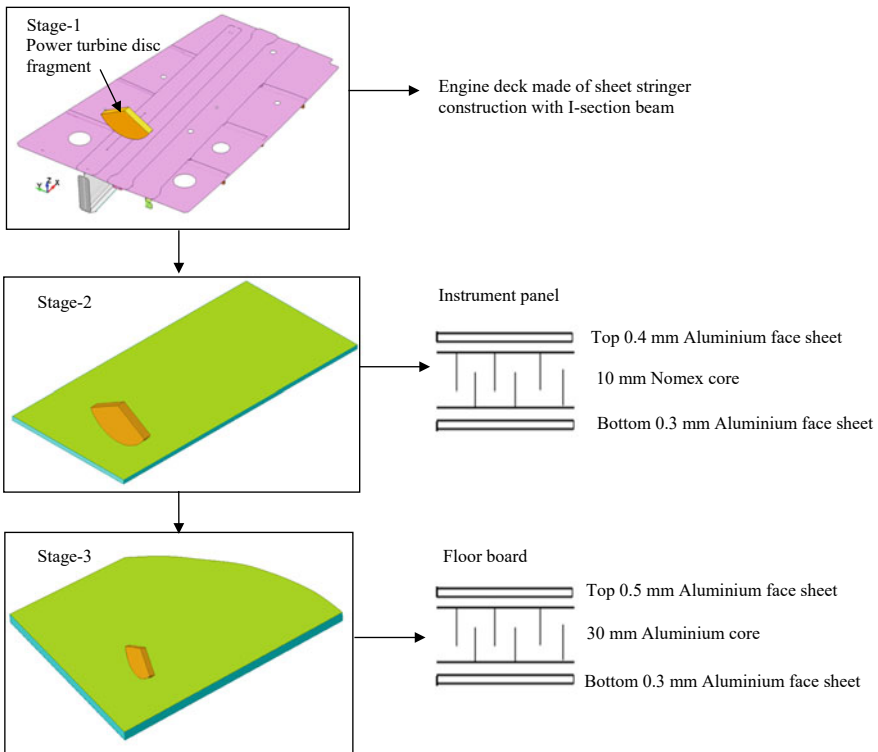 Stage-1
Power turbine disc
fragment
Engine deck made of sheet stringer
construction with I-section beam
Stage-2
Instrument panel
Top 0.4 mm Aluminium face sheet
10 mm Nomex core
Bottom 0.3 mm Aluminium face sheet
Stage-3
Floor board
Top 0.5 mm Aluminium face sheet
30 mm Aluminium core
Bottom 0.3 mm Aluminium face sheet